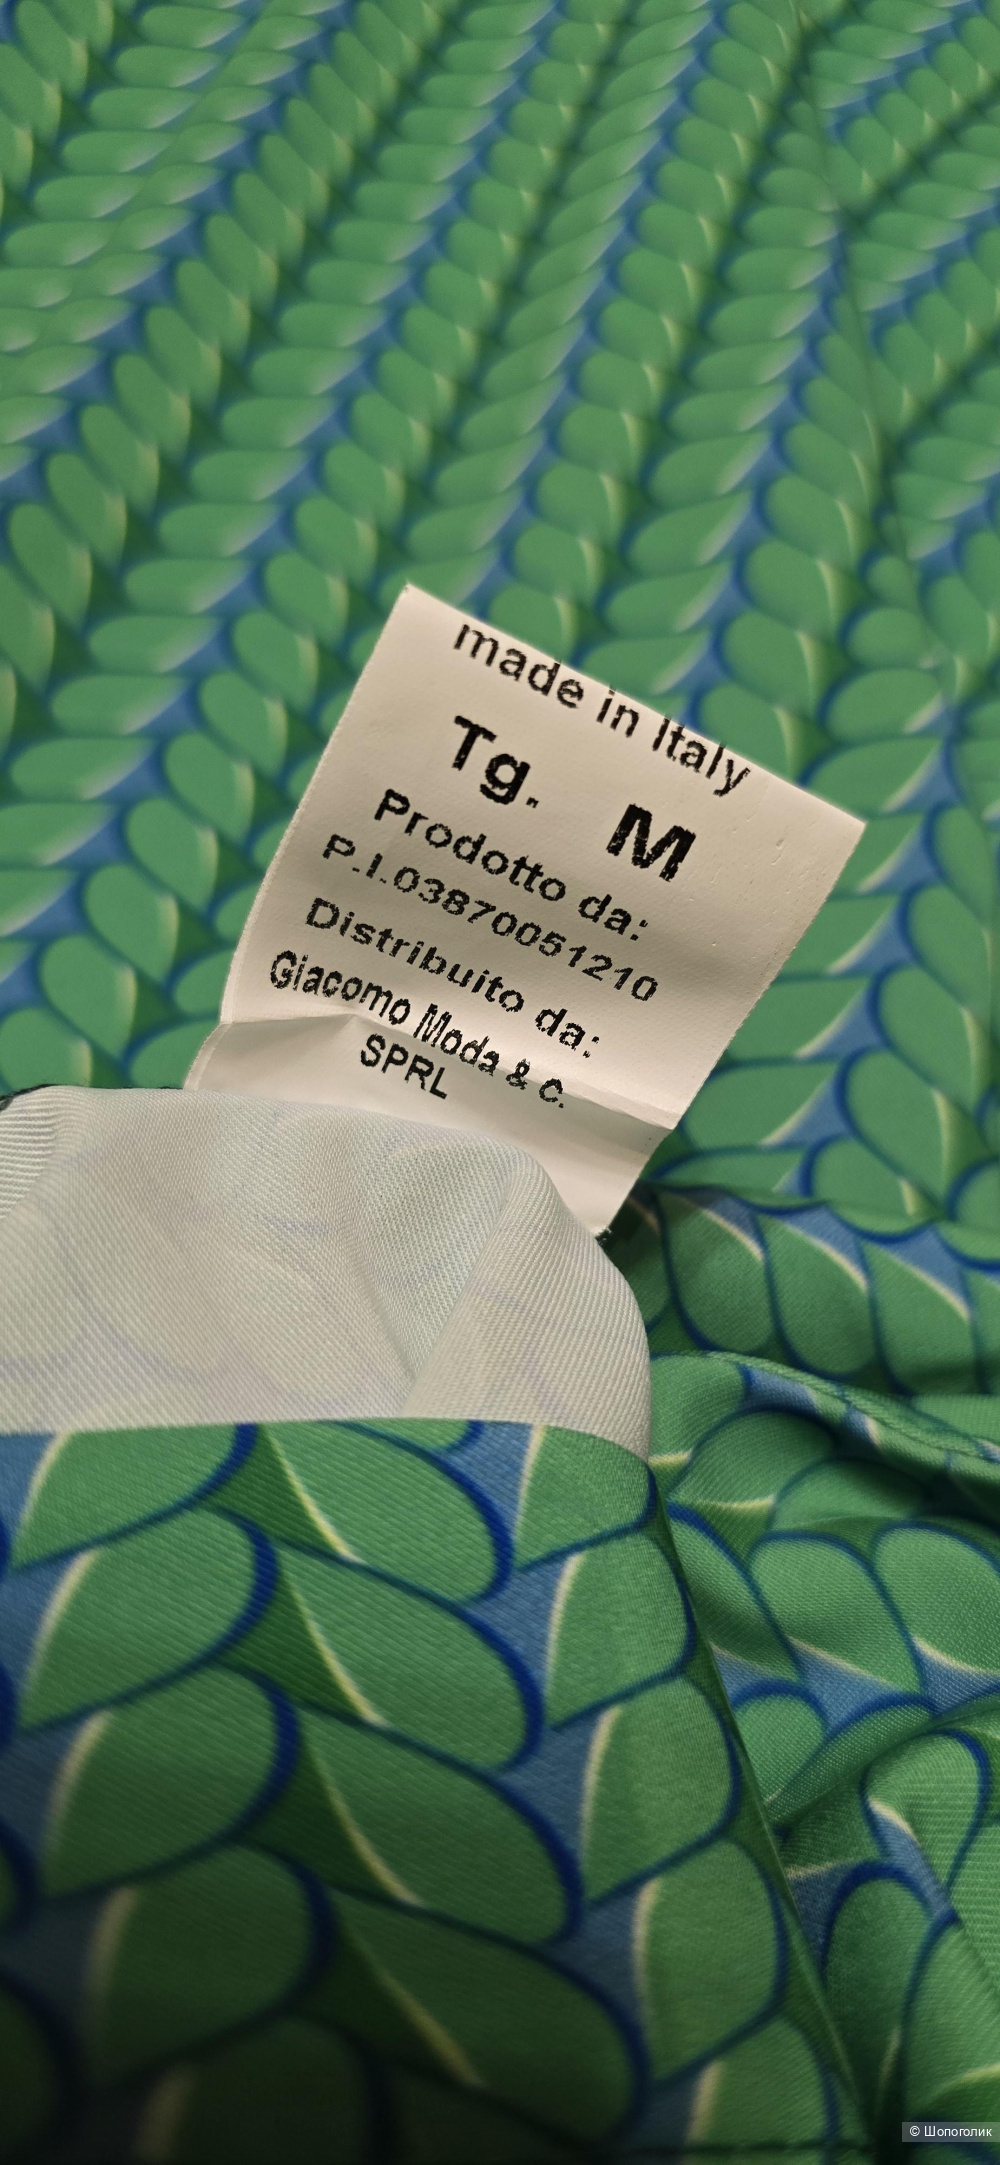 made in Italy
Tg. M
Prodotto da:
P.I.03870051210
Distribuito da:
Giacomo Moda & C.
SPRL
© Шопоголик